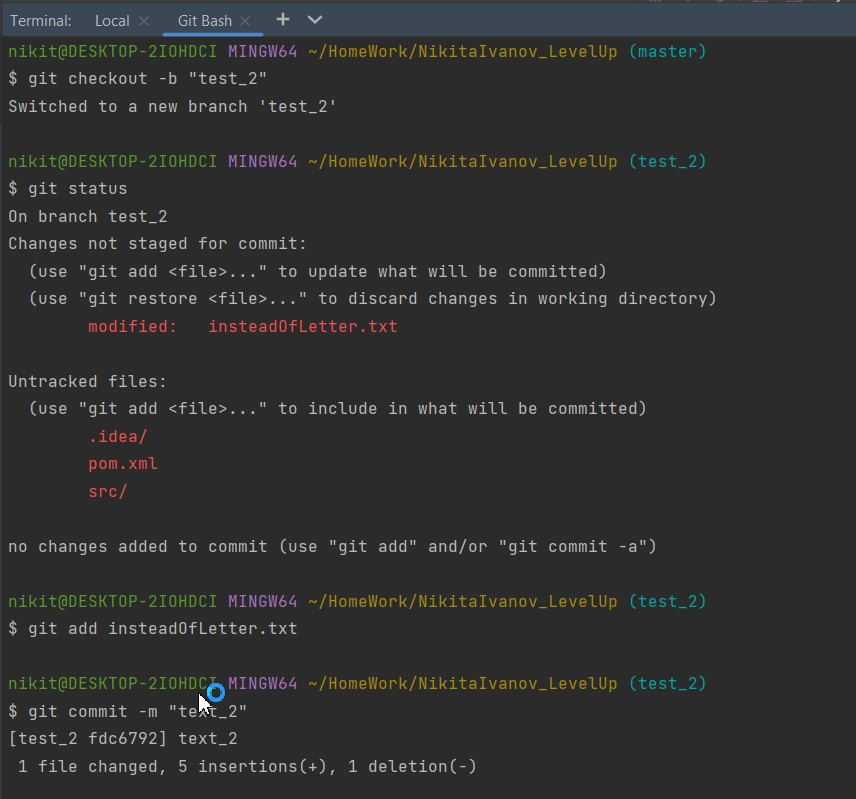 Terminal: Local Git Bash
nikit@DESKTOP-2IOHDCI MINGW64 ~/HomeWork/NikitaIvanov_LevelUp (master)
$ git checkout -b "test_2"
Switched to a new branch 'test_2'
nikit@DESKTOP-2IOHDCI MINGW64 ~/HomeWork/NikitaIvanov_LevelUp (test_2)
$ git status
On branch test_2
Changes not staged for commit:
(use "git add <file>..." to update what will be committed)
(use "git restore <file>..." to discard changes in working directory)
modified: insteadOfLetter.txt
Untracked files:
(use "git add <file>..." to include in what will be committed)
.idea/
pom.xml
src/
no changes added to commit (use "git add" and/or "git commit -a")
nikit@DESKTOP-2IOHDCI MINGW64 ~/HomeWork/NikitaIvanov_LevelUp (test_2)
$ git add insteadOfLetter.txt
nikit@DESKTOP-2IOHDCI MINGW64 ~/HomeWork/NikitaIvanov_LevelUp (test_2)
$ git commit -m "text_2"
[test_2 fdc6792] text_2
1 file changed, 5 insertions(+), 1 deletion(-)